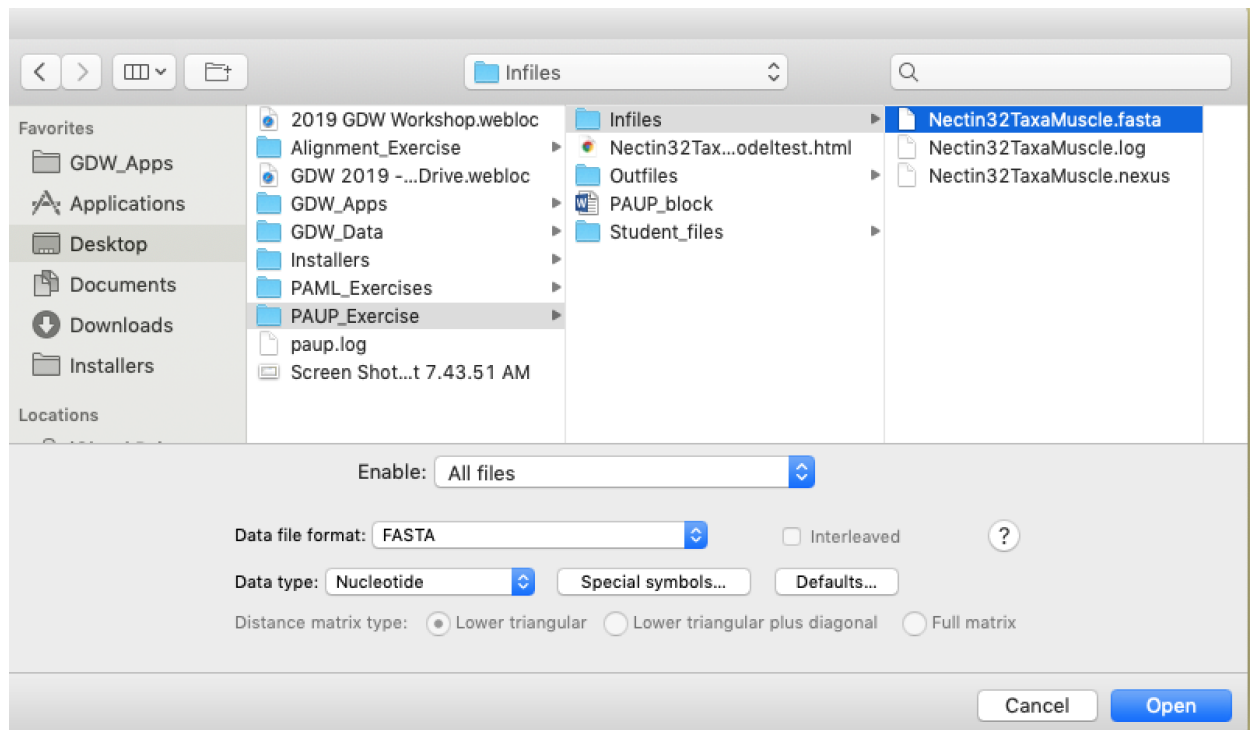 Infiles
Favorites
GDW_Apps
Applications
Desktop
Documents
Downloads
Installers
Locations
2019 GDW Workshop.webloc
Alignment_Exercise
GDW 2019 -...Drive.webloc
GDW_Apps
GDW_Data
Installers
PAML_Exercises
PAUP_Exercise
paup.log
Screen Shot...t 7.43.51 AM
Infiles
Nectin32Tax...odeltest.html
Outfiles
PAUP_block
Student_files
Nectin32TaxaMuscle.fasta
Nectin32TaxaMuscle.log
Nectin32TaxaMuscle.nexus
Enable: All files
Data file format: FASTA Interleaved ?
Data type: Nucleotide Special symbols... Defaults...
Distance matrix type: Lower triangular Lower triangular plus diagonal Full matrix
Cancel Open